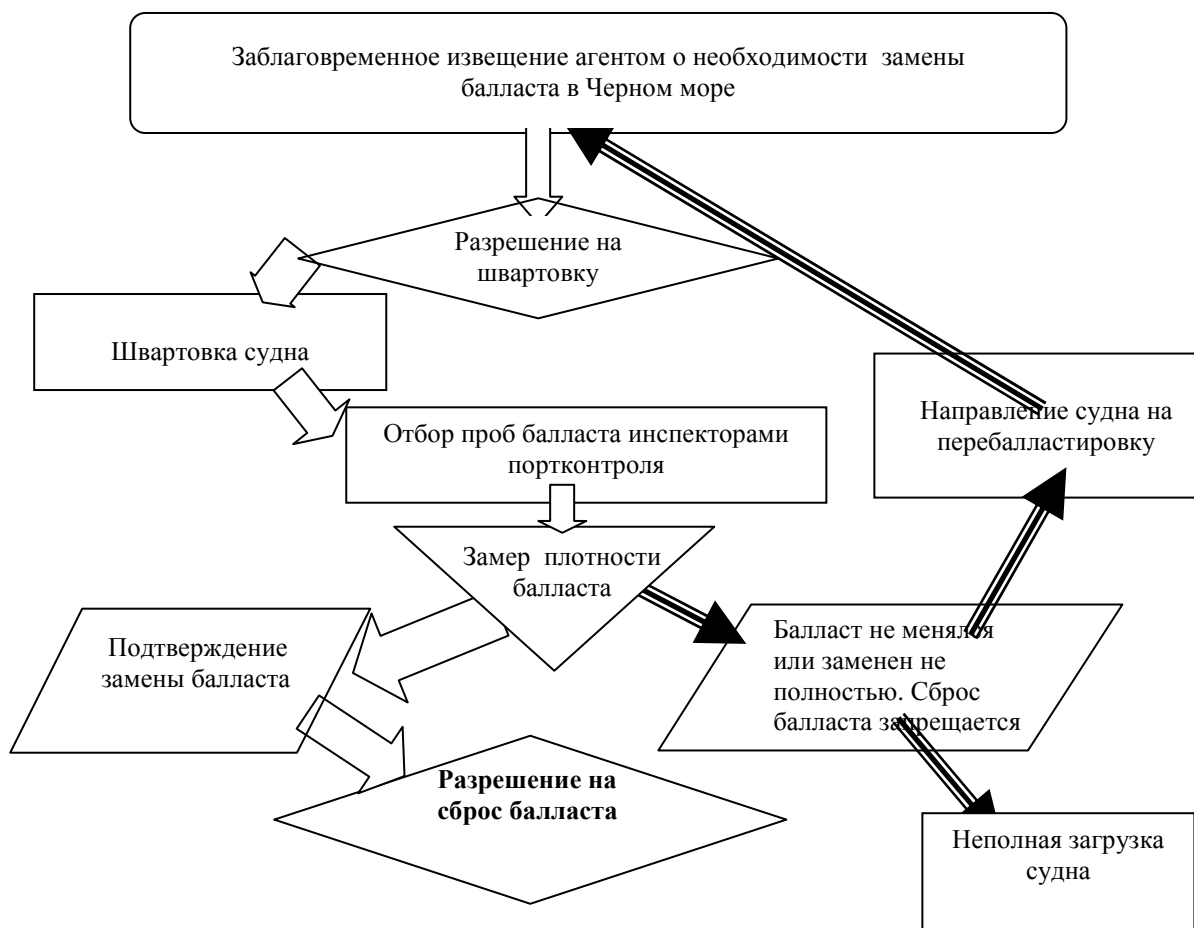 Заблаговременное извещение агентом о необходимости замены
балласта в Черном море
Разрешение на
швартовку
Швартовка судна
Направление судна на
перебалластировку
Отбор проб балласта инспекторами
портконтроля
Замер плотности
балласта
Подтверждение
замены балласта
Балласт не менялся
или заменен не
полностью. Сброс
балласта запрещается
Разрешение на
сброс балласта
Неполная загрузка
судна